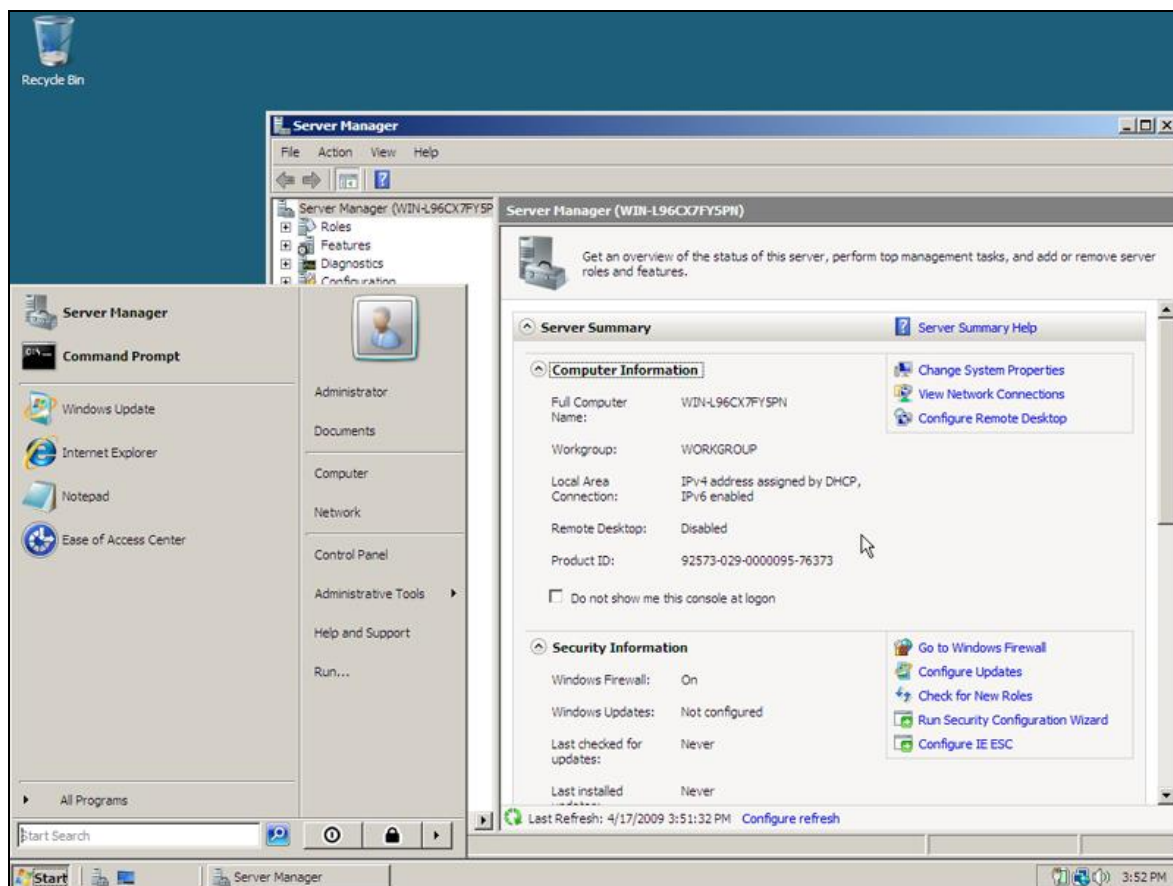 Recycle Bin
Server Manager
File Action View Help
Server Manager (WIN-L96CX7FY5P
Roles
Features
Diagnostics
Configuration
Server Manager (WIN-L96CX7FY5PN)
Get an overview of the status of this server, perform top management tasks, and add or remove server
roles and features.
Server Summary
Server Summary Help
Computer Information
Full Computer
Name:
WIN-L96CX7FY5PN
Workgroup: WORKGROUP
Local Area
Connection:
IPv4 address assigned by DHCP,
IPv6 enabled
Remote Desktop: Disabled
Product ID: 92573-029-0000095-76373
Do not show me this console at logon
Change System Properties
View Network Connections
Configure Remote Desktop
Security Information
Windows Firewall: On
Windows Updates: Not configured
Last checked for
updates:
Never
Last installed
Never
Go to Windows Firewall
Configure Updates
Check for New Roles
Run Security Configuration Wizard
Configure IE ESC
Last Refresh: 4/17/2009 3:51:32 PM Configure refresh
Server Manager
Command Prompt
Windows Update
Internet Explorer
Notepad
Ease of Access Center
All Programs
Start Search
Administrator
Documents
Computer
Network
Control Panel
Administrative Tools
Help and Support
Run...
Start
Server Manager
3:52 PM